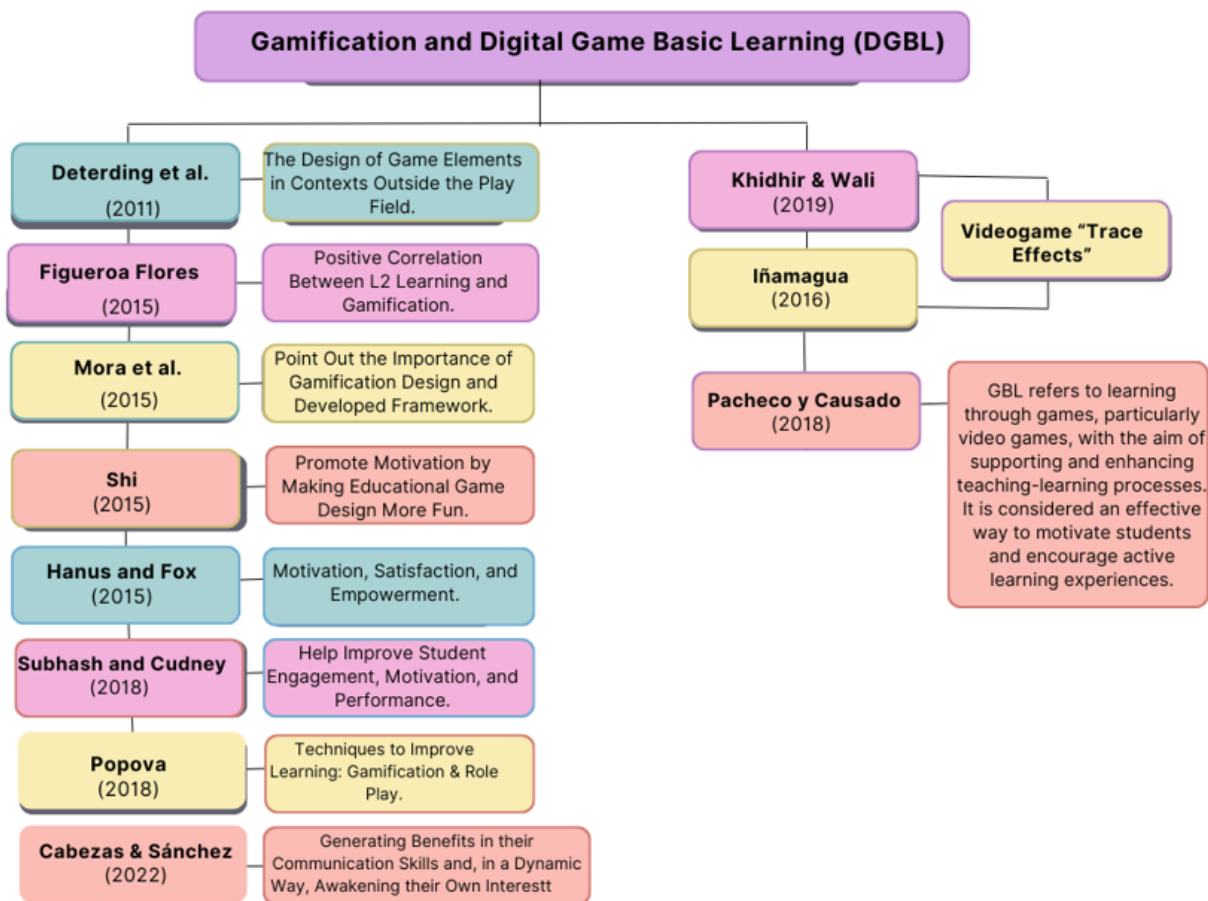 Gamification and Digital Game Basic Learning (DGBL)
Deterding et al.
(2011)
The Design of Game Elements
in Contexts Outside the Play
Field.
Figueroa Flores
(2015)
Positive Correlation
Between L2 Learning and
Gamification.
Mora et al.
(2015)
Point Out the Importance of
Gamification Design and
Developed Framework.
Shi
(2015)
Promote Motivation by
Making Educational Game
Design More Fun.
Hanus and Fox
(2015)
Motivation, Satisfaction, and
Empowerment.
Subhash and Cudney
(2018)
Help Improve Student
Engagement, Motivation, and
Performance.
Popova
(2018)
Techniques to Improve
Learning: Gamification & Role
Play.
Cabezas & Sánchez
(2022)
Generating Benefits in their
Communication Skills and, in a Dynamic
Way, Awakening their Own Interestt
Khidhir & Wali
(2019)
Videogame “Trace
Effects”
Iñamagua
(2016)
Pacheco y Causado
(2018)
GBL refers to learning
through games, particularly
video games, with the aim of
supporting and enhancing
teaching-learning processes.
It is considered an effective
way to motivate students
and encourage active
learning experiences.